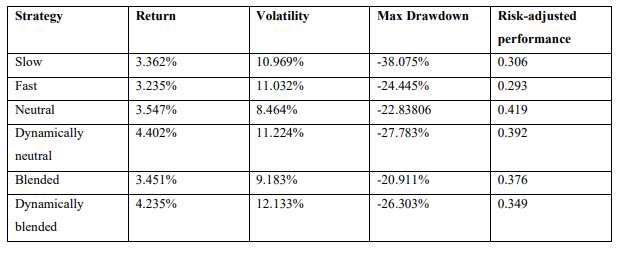 Strategy Return Volatility Max Drawdown Risk-adjusted
performance
Slow 3.362% 10.969% -38.075% 0.306
Fast 3.235% 11.032% -24.445% 0.293
Neutral 3.547% 8.464% -22.83806 0.419
Dynamically 4.402% 11.224% -27.783% 0.392
neutral
Blended 3.451% 9.183% -20.911% 0.376
Dynamically 4.235% 12.133% -26.303% 0.349
blended